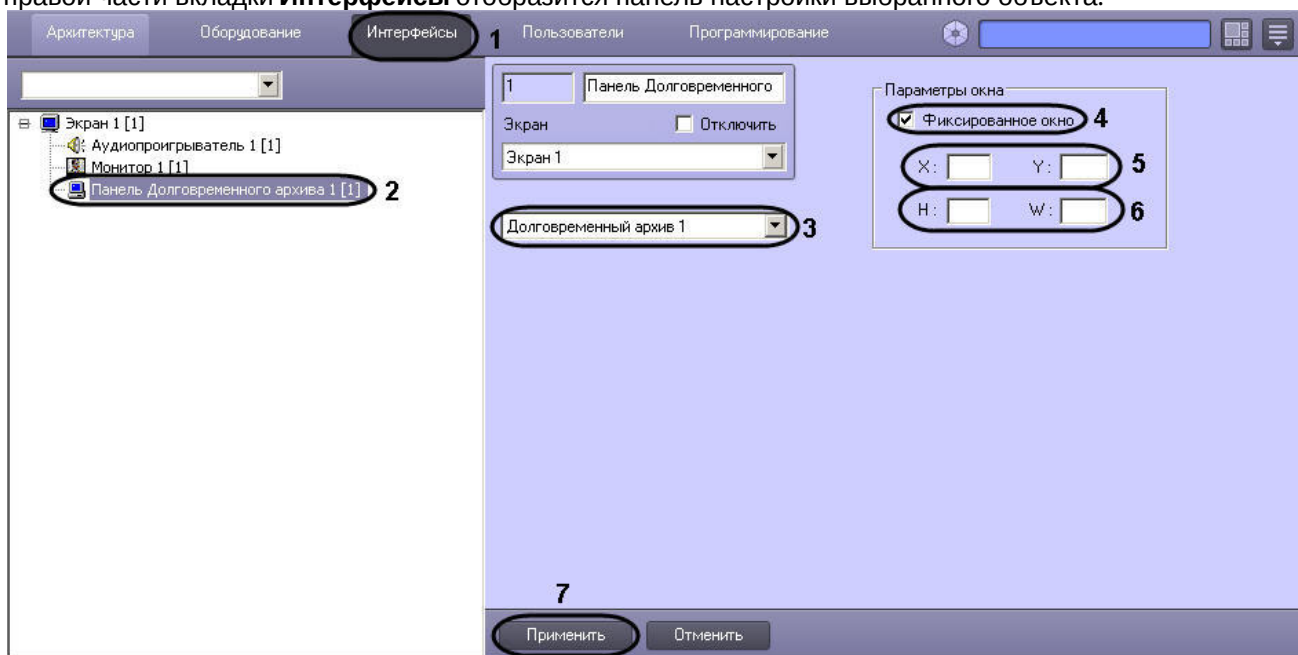 правой части вкладки Интерфейсы отобразится панель настройки выбранного объекта.
Архитектура Оборудование Интерфейсы 1 Пользователи Программирование
1 Панель Долговременного
Экран Отключить
Экран 1
Параметры окна
Фиксированное окно 4
X: Y: 5
H: W: 6
Экран 1 [1]
Аудиопроигрыватель 1 [1]
Монитор 1 [1]
Панель Долговременного архива 1 [1] 2
Долговременный архив 1 3
7
Применить Отменить